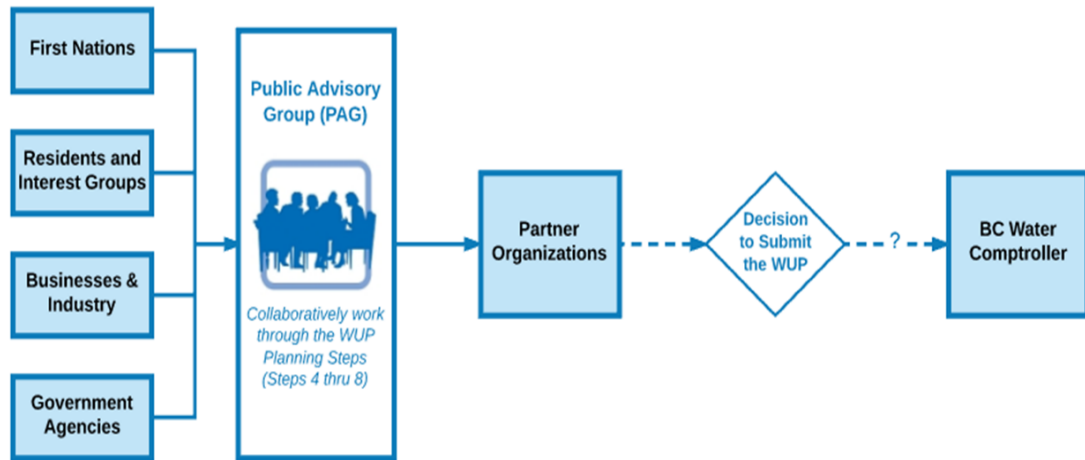 First Nations
Residents and
Interest Groups
Businesses &
Industry
Government
Agencies
Public Advisory
Group (PAG)
Collaboratively work
through the WUP
Planning Steps
(Steps 4 thru 8)
Partner
Organizations
Decision
to Submit
the WUP
?
BC Water
Comptroller